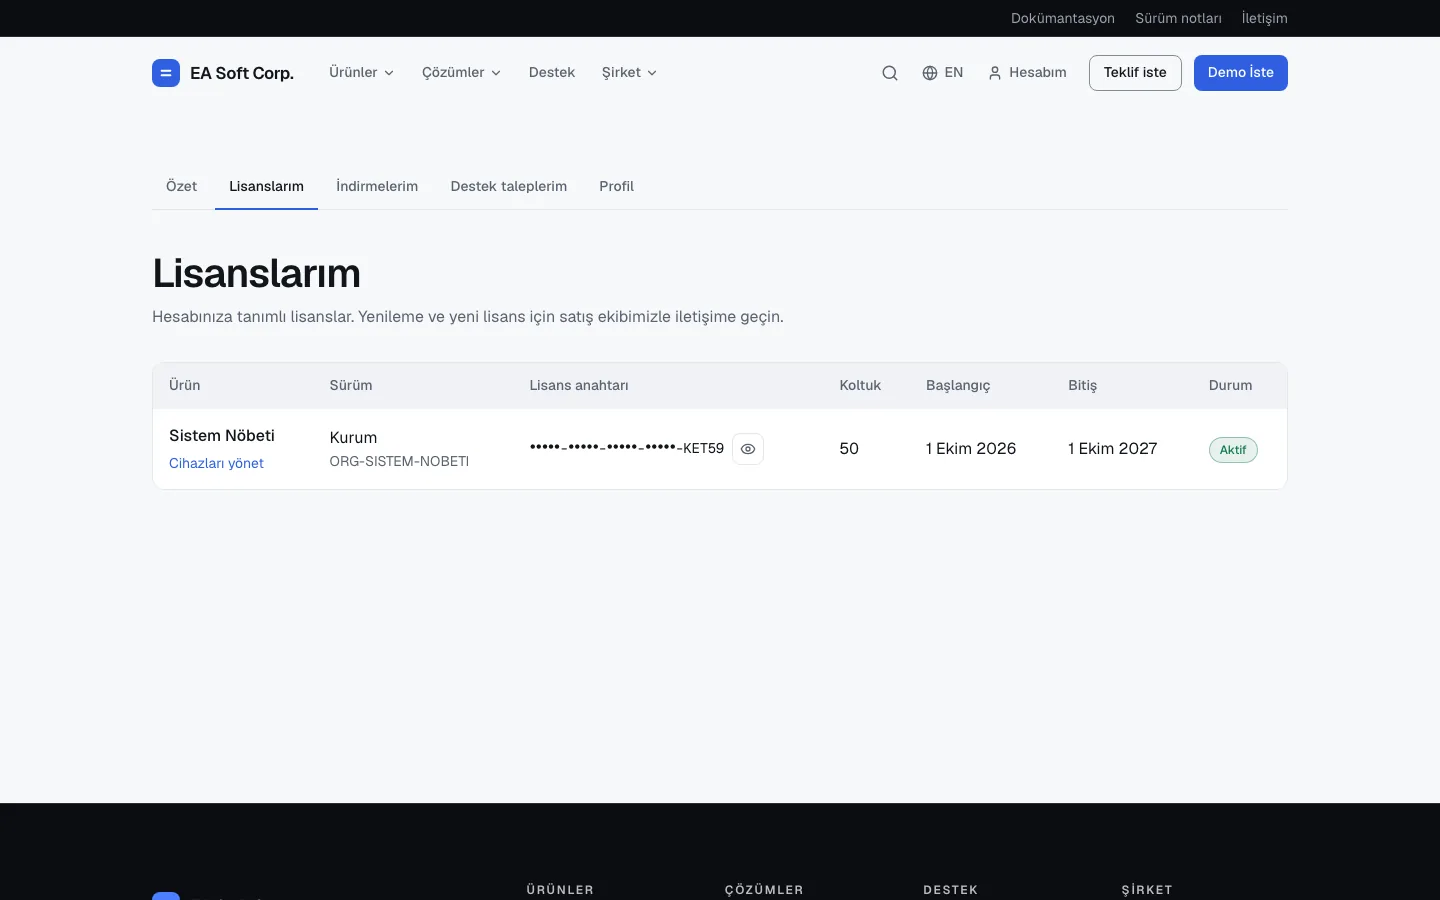 Dokümantasyon Sürüm notları İletişim
EA Soft Corp. Ürünler Çözümler Destek Şirket EN Hesabım Teklif iste Demo İste
Özet Lisanslarım İndirmelerim Destek taleplerim Profil
Lisanslarım
Hesabınıza tanımlı lisanslar. Yenileme ve yeni lisans için satış ekibimizle iletişime geçin.
Ürün Sürüm Lisans anahtarı Koltuk Başlangıç Bitiş Durum
Sistem Nöbeti Kurum •••••-•••••-•••••-•••••-KET59 50 1 Ekim 2026 1 Ekim 2027 Aktif
Cihazları yönet ORG-SISTEM-NOBETI
ÜRÜNLER ÇÖZÜMLER DESTEK ŞİRKET